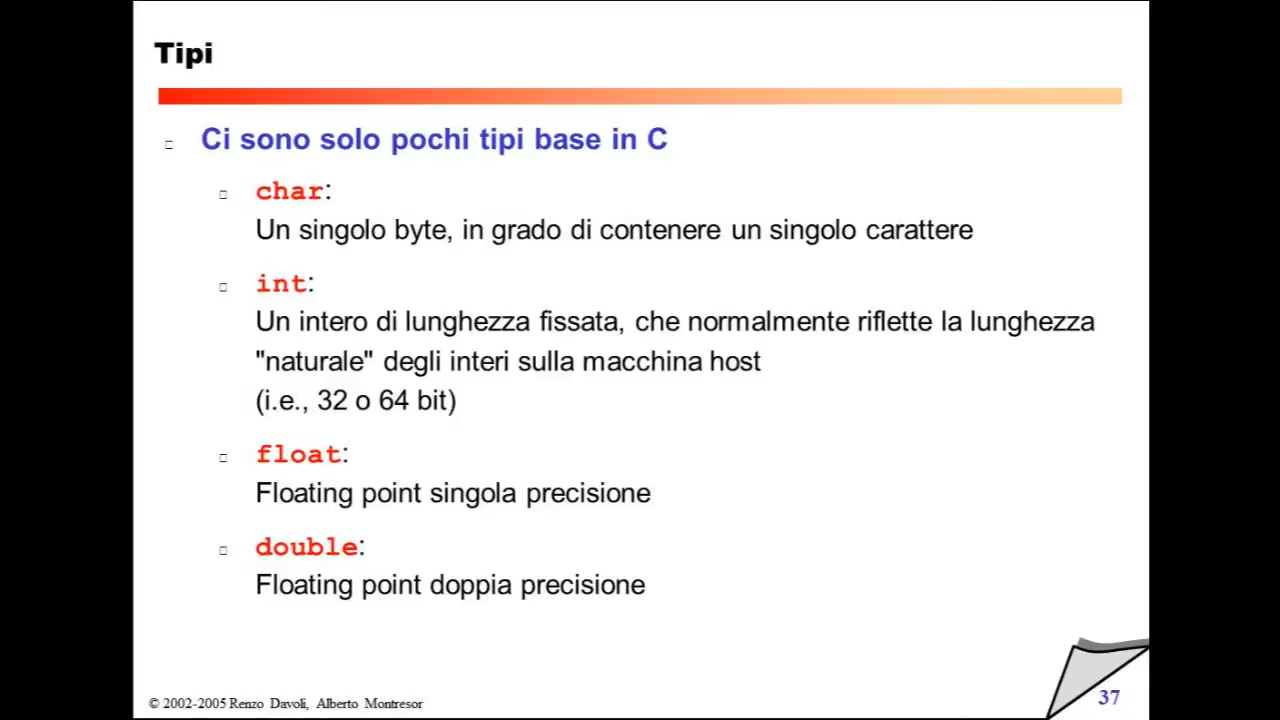 Tipi
Ci sono solo pochi tipi base in C
char:
Un singolo byte, in grado di contenere un singolo carattere
int:
Un intero di lunghezza fissata, che normalmente riflette la lunghezza
"naturale" degli interi sulla macchina host
(i.e., 32 o 64 bit)
float:
Floating point singola precisione
double:
Floating point doppia precisione
© 2002-2005 Renzo Davoli, Alberto Montresor
37